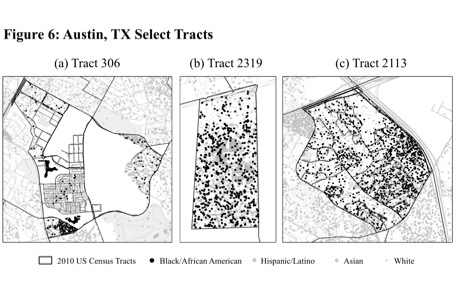 Figure 6: Austin, TX Select Tracts
(a) Tract 306
(b) Tract 2319
(c) Tract 2113
2010 US Census Tracts
Black/African American
Hispanic/Latino
Asian
White